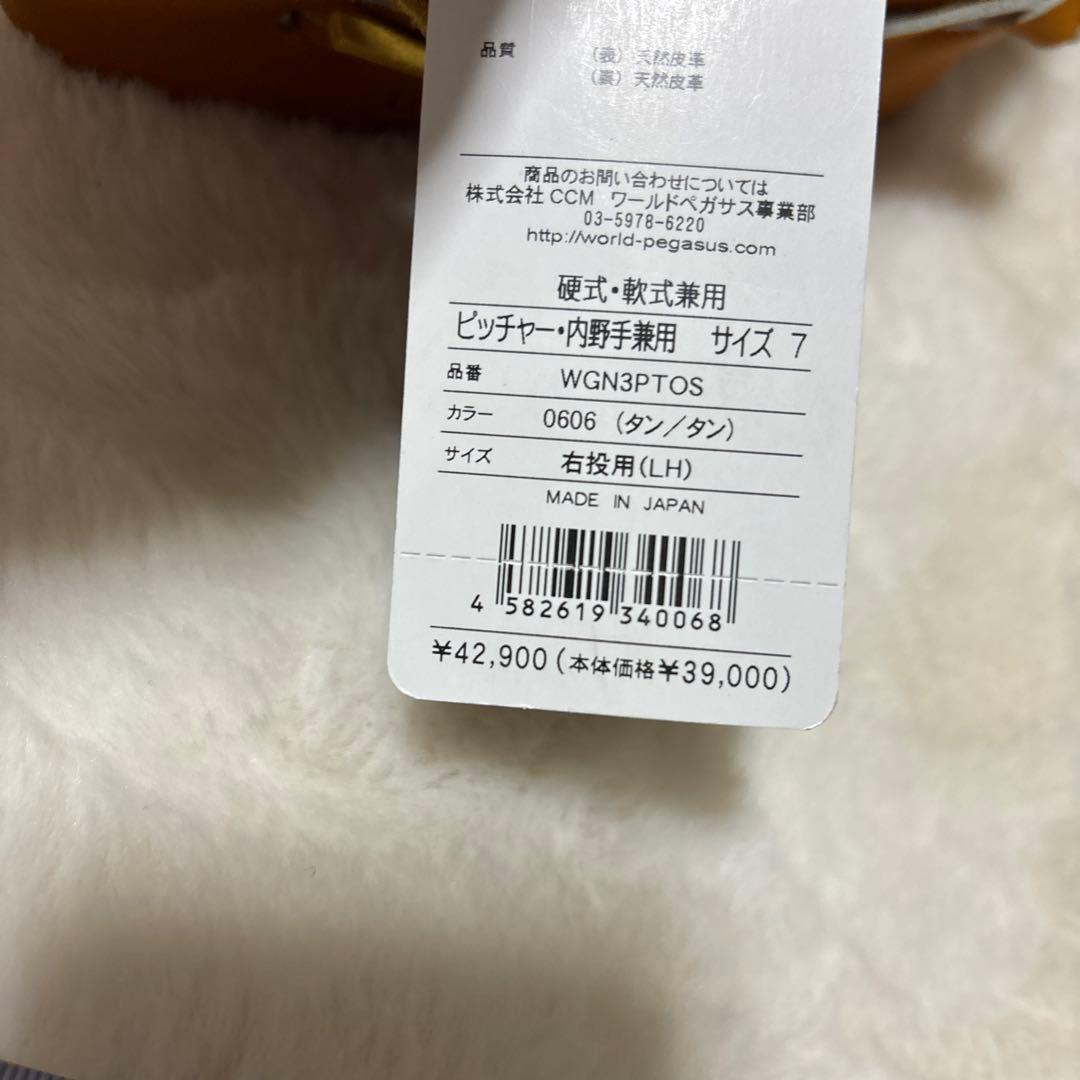 品質 (表) 天然皮革
(裏) 天然皮革
商品のお問い合わせについては
株式会社 CCM ワールドペガサス事業部
03-5978-6220
http://world-pegasus.com
硬式・軟式兼用
ピッチャー・内野手兼用 サイズ 7
品番 WGN3PTOS
カラー 0606 (タン/タン)
サイズ 右投用(LH)
MADE IN JAPAN
4 582619 340068
¥42,900(本体価格¥39,000)